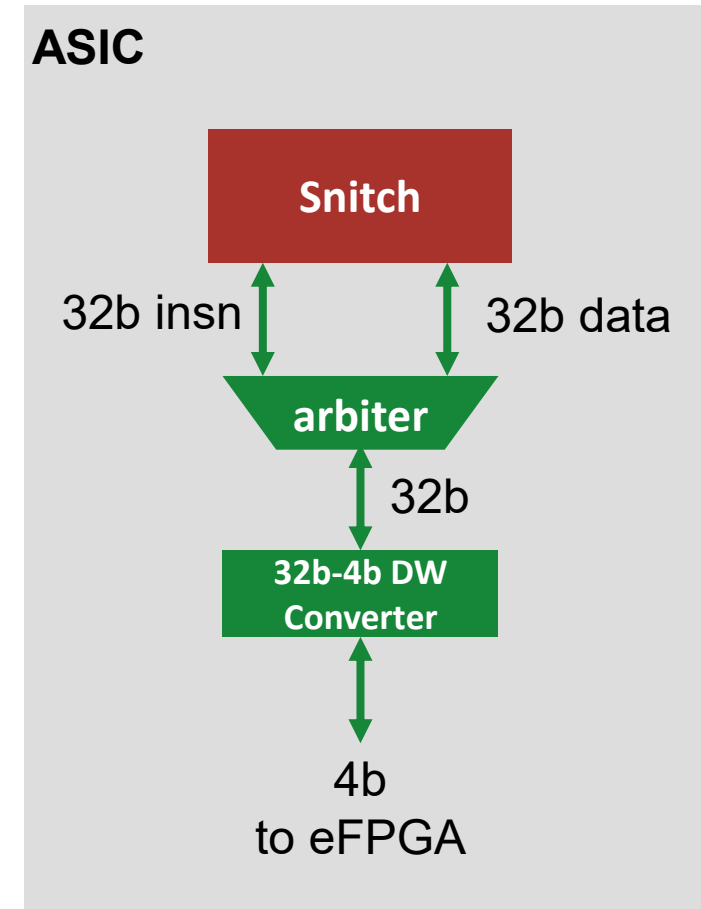 ASIC
Snitch
32b insn
32b data
arbiter
32b
32b-4b DW
Converter
4b
to eFPGA